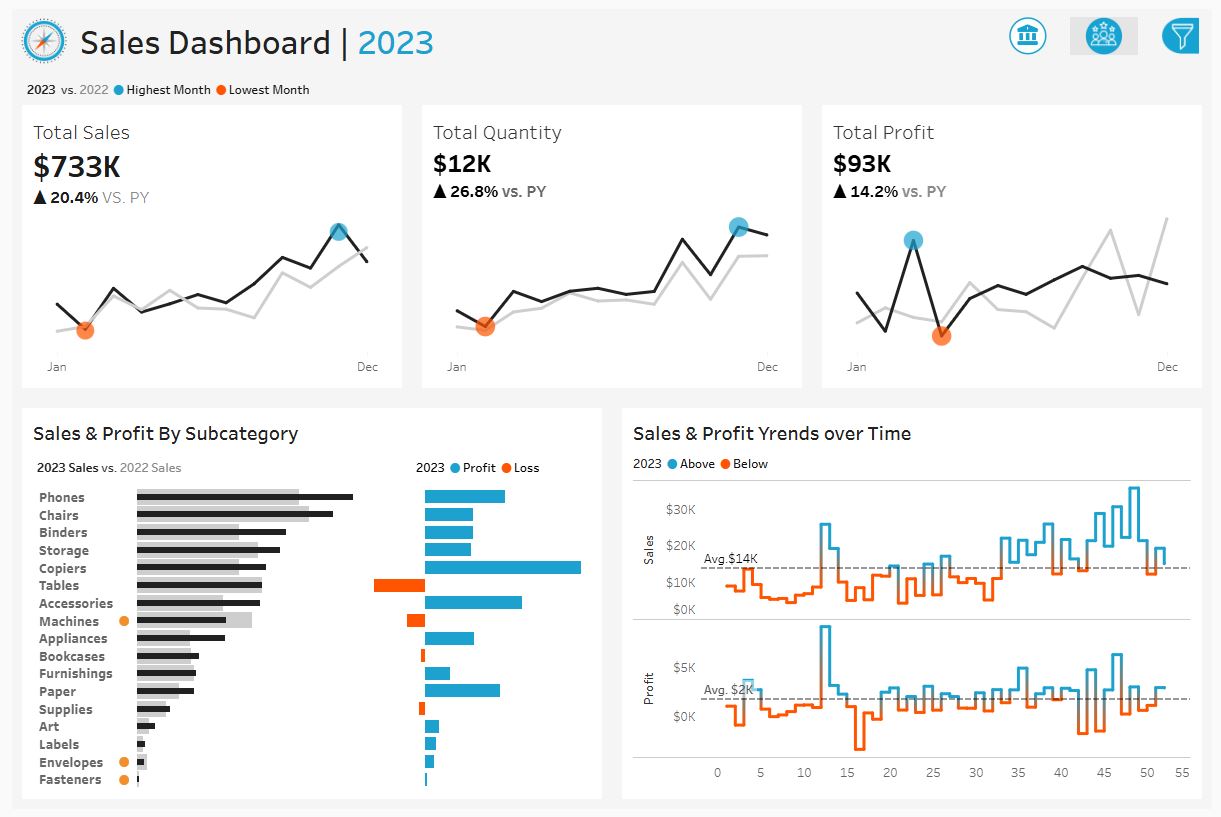 Sales Dashboard | 2023
2023 vs. 2022 Highest Month Lowest Month
Total Sales
$733K
▲ 20.4% VS. PY
Jan Dec
Total Quantity
$12K
▲ 26.8% vs. PY
Jan Dec
Total Profit
$93K
▲ 14.2% vs. PY
Jan Dec
Sales & Profit By Subcategory
2023 Sales vs. 2022 Sales
2023 Profit Loss
Phones
Chairs
Binders
Storage
Copiers
Tables
Accessories
Machines
Appliances
Bookcases
Furnishings
Paper
Supplies
Art
Labels
Envelopes
Fasteners
Sales & Profit Yrends over Time
2023 Above Below
Sales
$30K
$20K
Avg.$14K
$10K
$0K
Profit
$5K
Avg. $2K
$0K
0 5 10 15 20 25 30 35 40 45 50 55